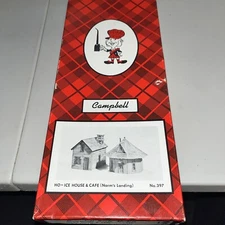 Campbell
HO- ICE HOUSE & CAFE (Norm's Landing) No. 397